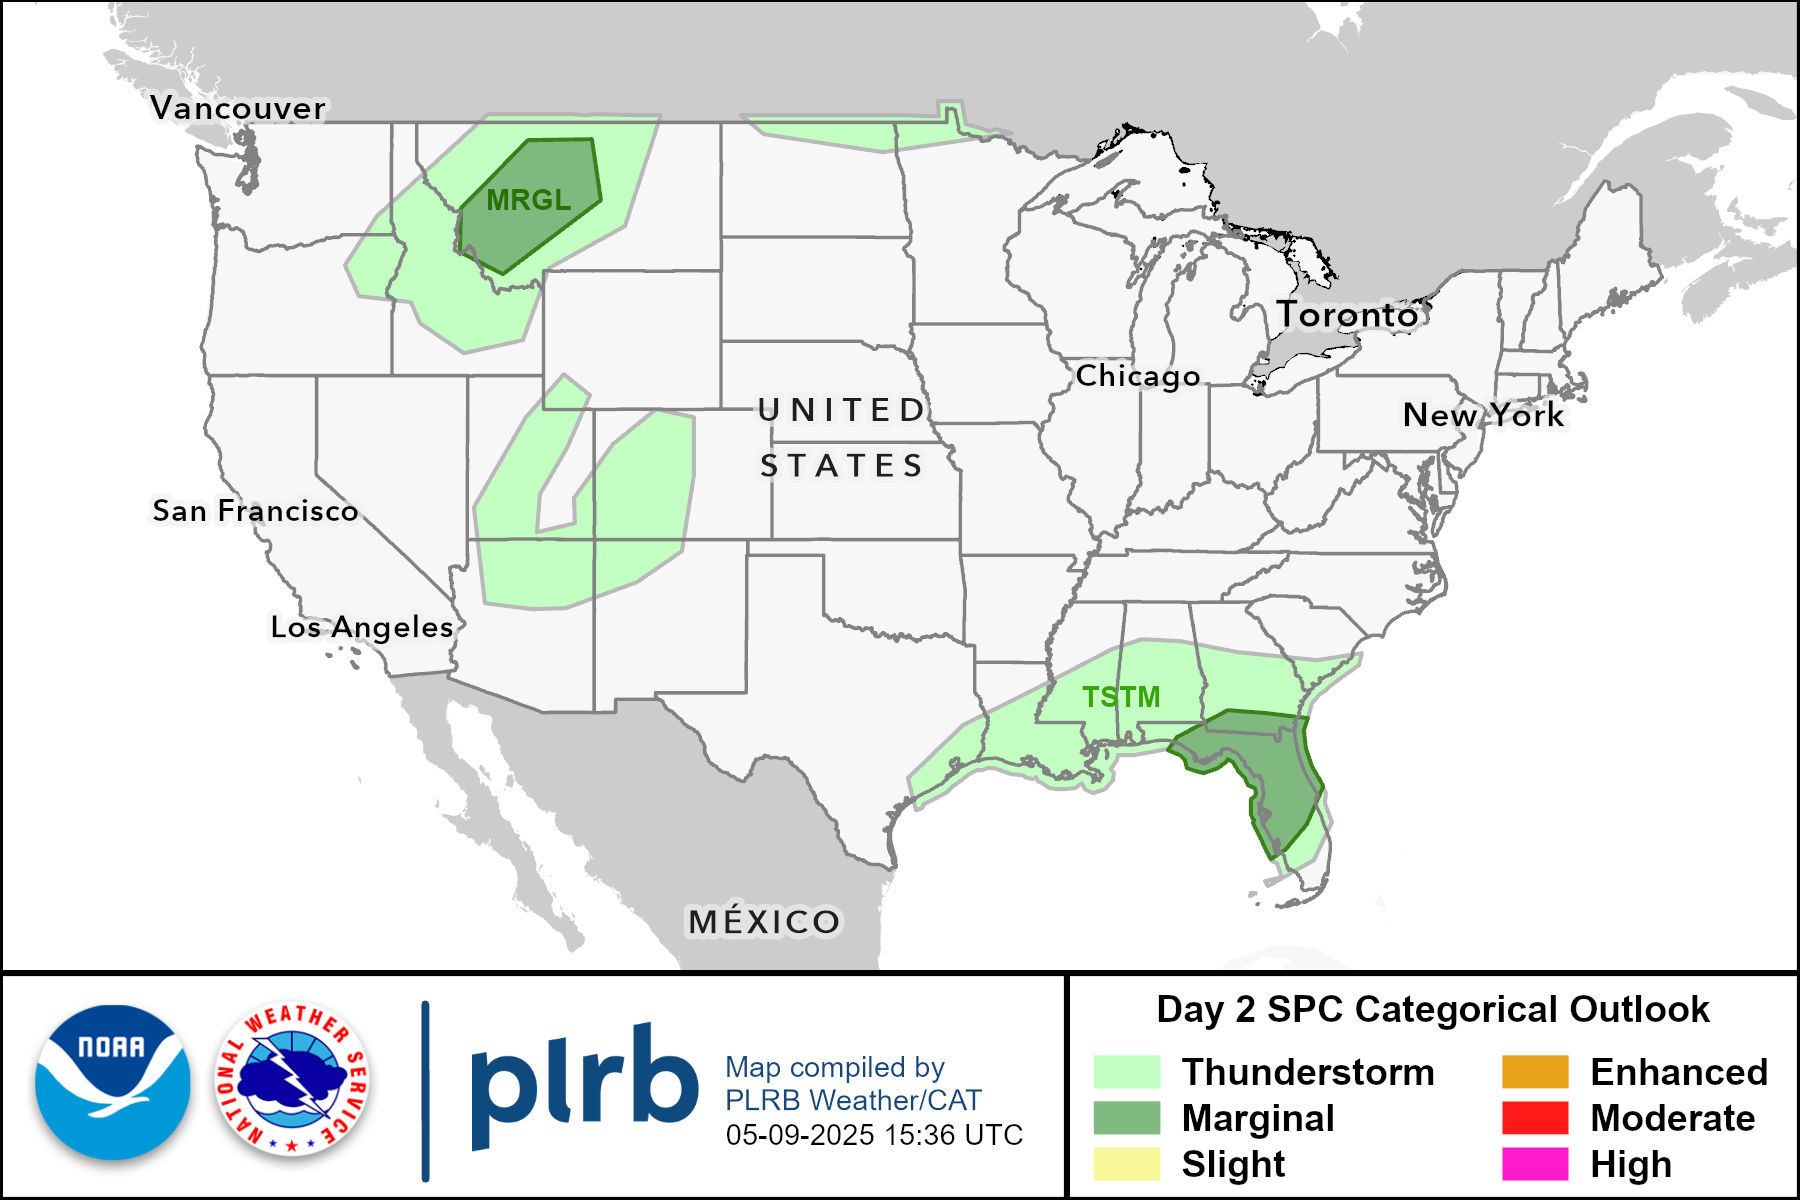 Vancouver
MRGL
Toronto
Chicago
UNITED
STATES
New York
San Francisco
Los Angeles
TSTM
MÉXICO
NOAA
NATIONAL WEATHER SERVICE
plrb
Map compiled by
PLRB Weather/CAT
05-09-2025 15:36 UTC
Day 2 SPC Categorical Outlook
Thunderstorm
Marginal
Slight
Enhanced
Moderate
High